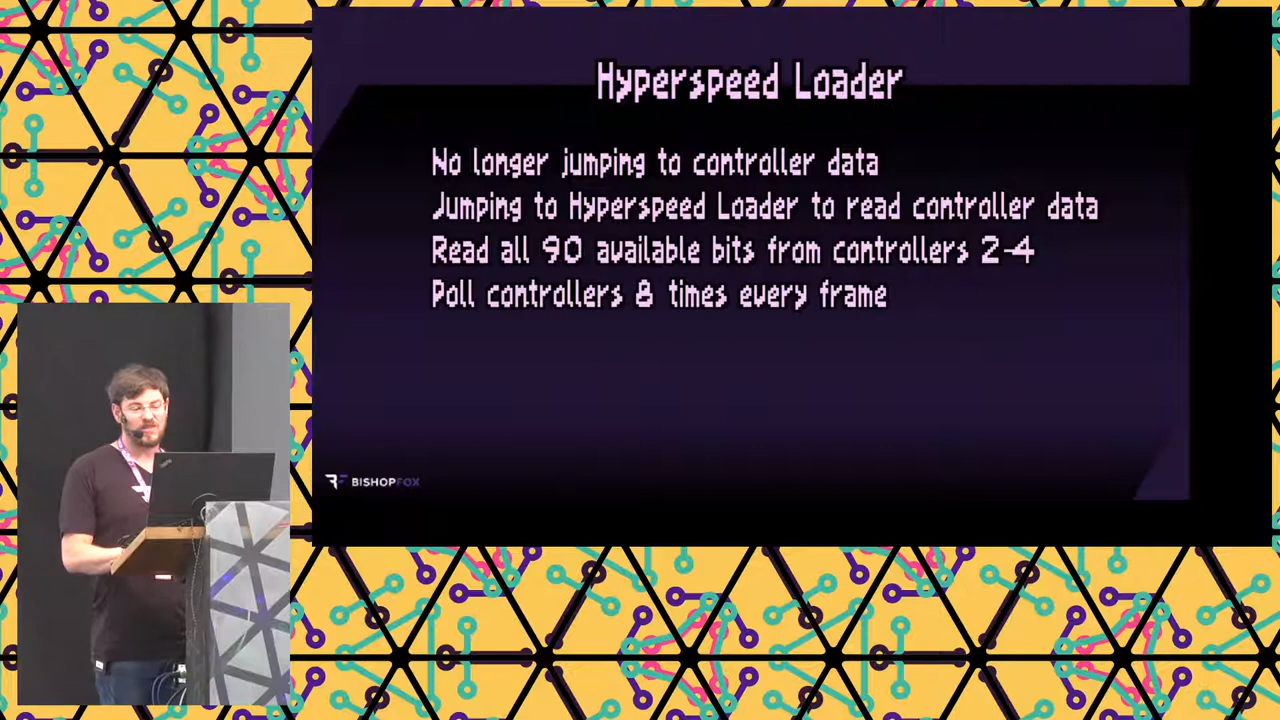 Hyperspeed Loader
No longer jumping to controller data
Jumping to Hyperspeed Loader to read controller data
Read all 90 available bits from controllers 2-4
Poll controllers 8 times every frame
BISHOPFOX